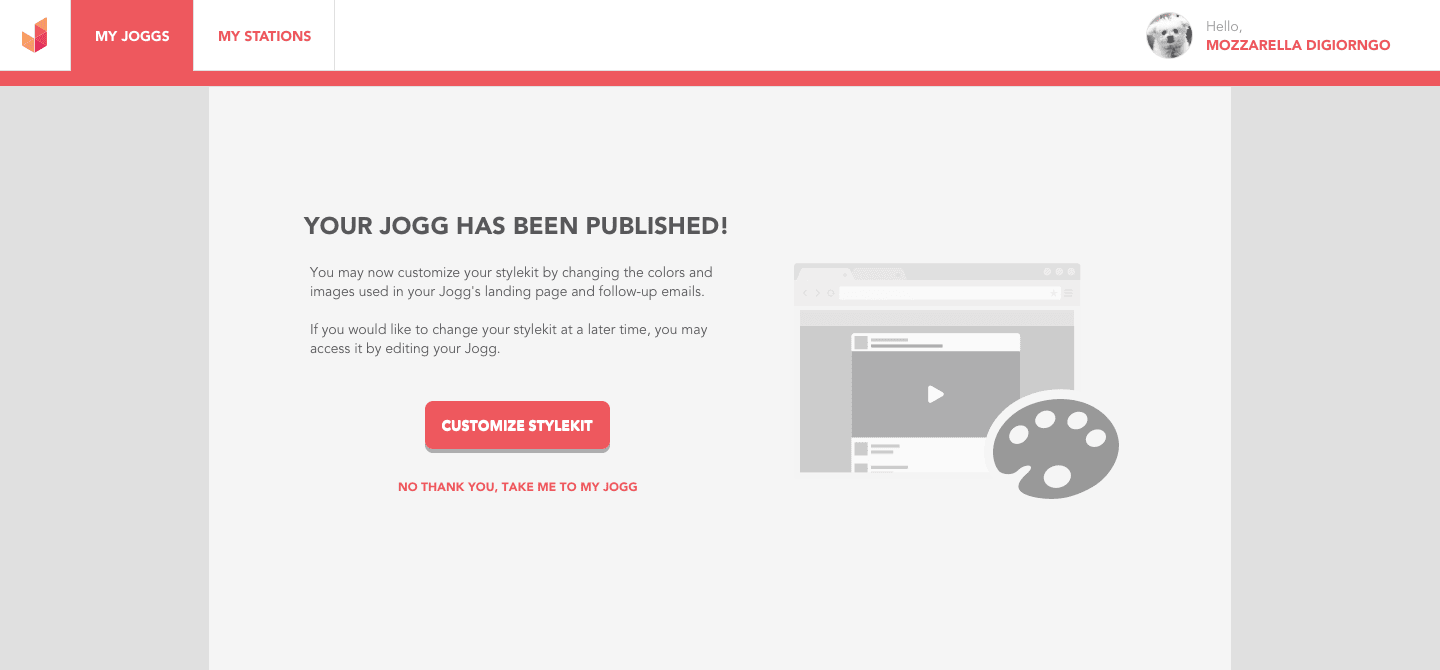 MY JOGGS
MY STATIONS
Hello,
MOZZARELLA DIGIORNGO
YOUR JOGG HAS BEEN PUBLISHED!
You may now customize your stylekit by changing the colors and
images used in your Jogg's landing page and follow-up emails.
If you would like to change your stylekit at a later time, you may
access it by editing your Jogg.
CUSTOMIZE STYLEKIT
NO THANK YOU, TAKE ME TO MY JOGG